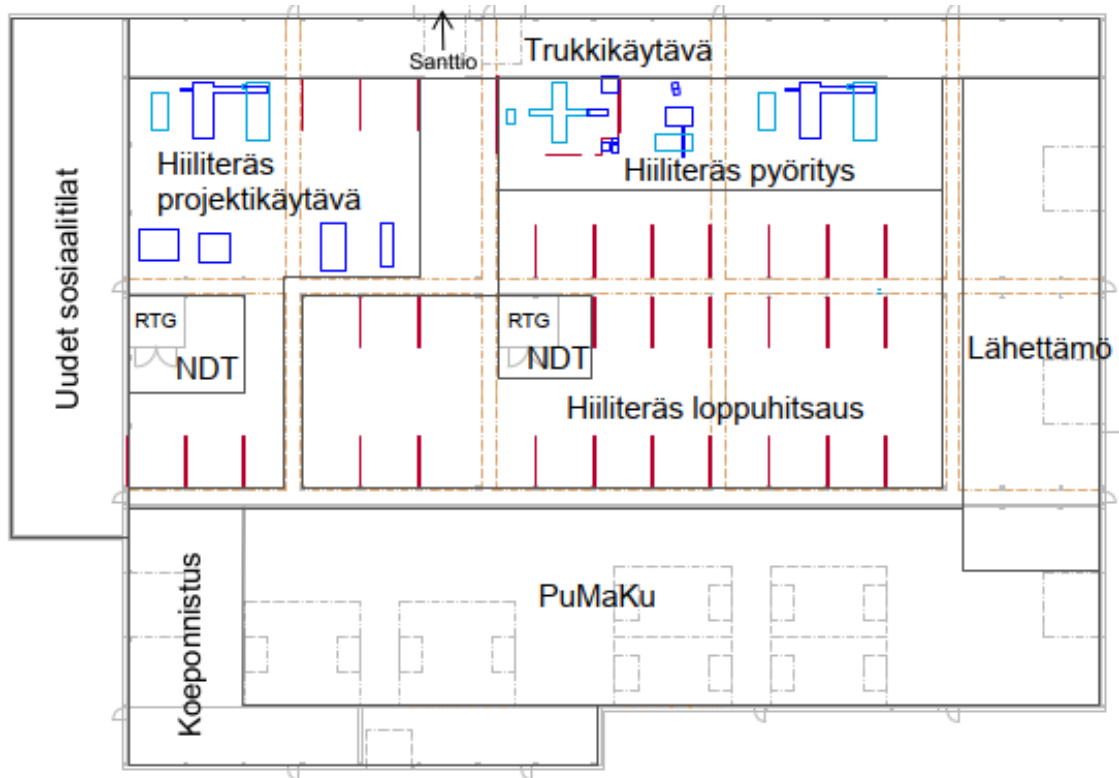 Trukkikäytävä
Santtio
Hiiliteräs
projektikäytävä
Hiiliteräs pyöritys
Uudet sosiaalitilat
RTG
NDT
RTG
NDT
Lähettämö
Hiiliteräs loppuhitsaus
Koeponnistus
PuMaKu